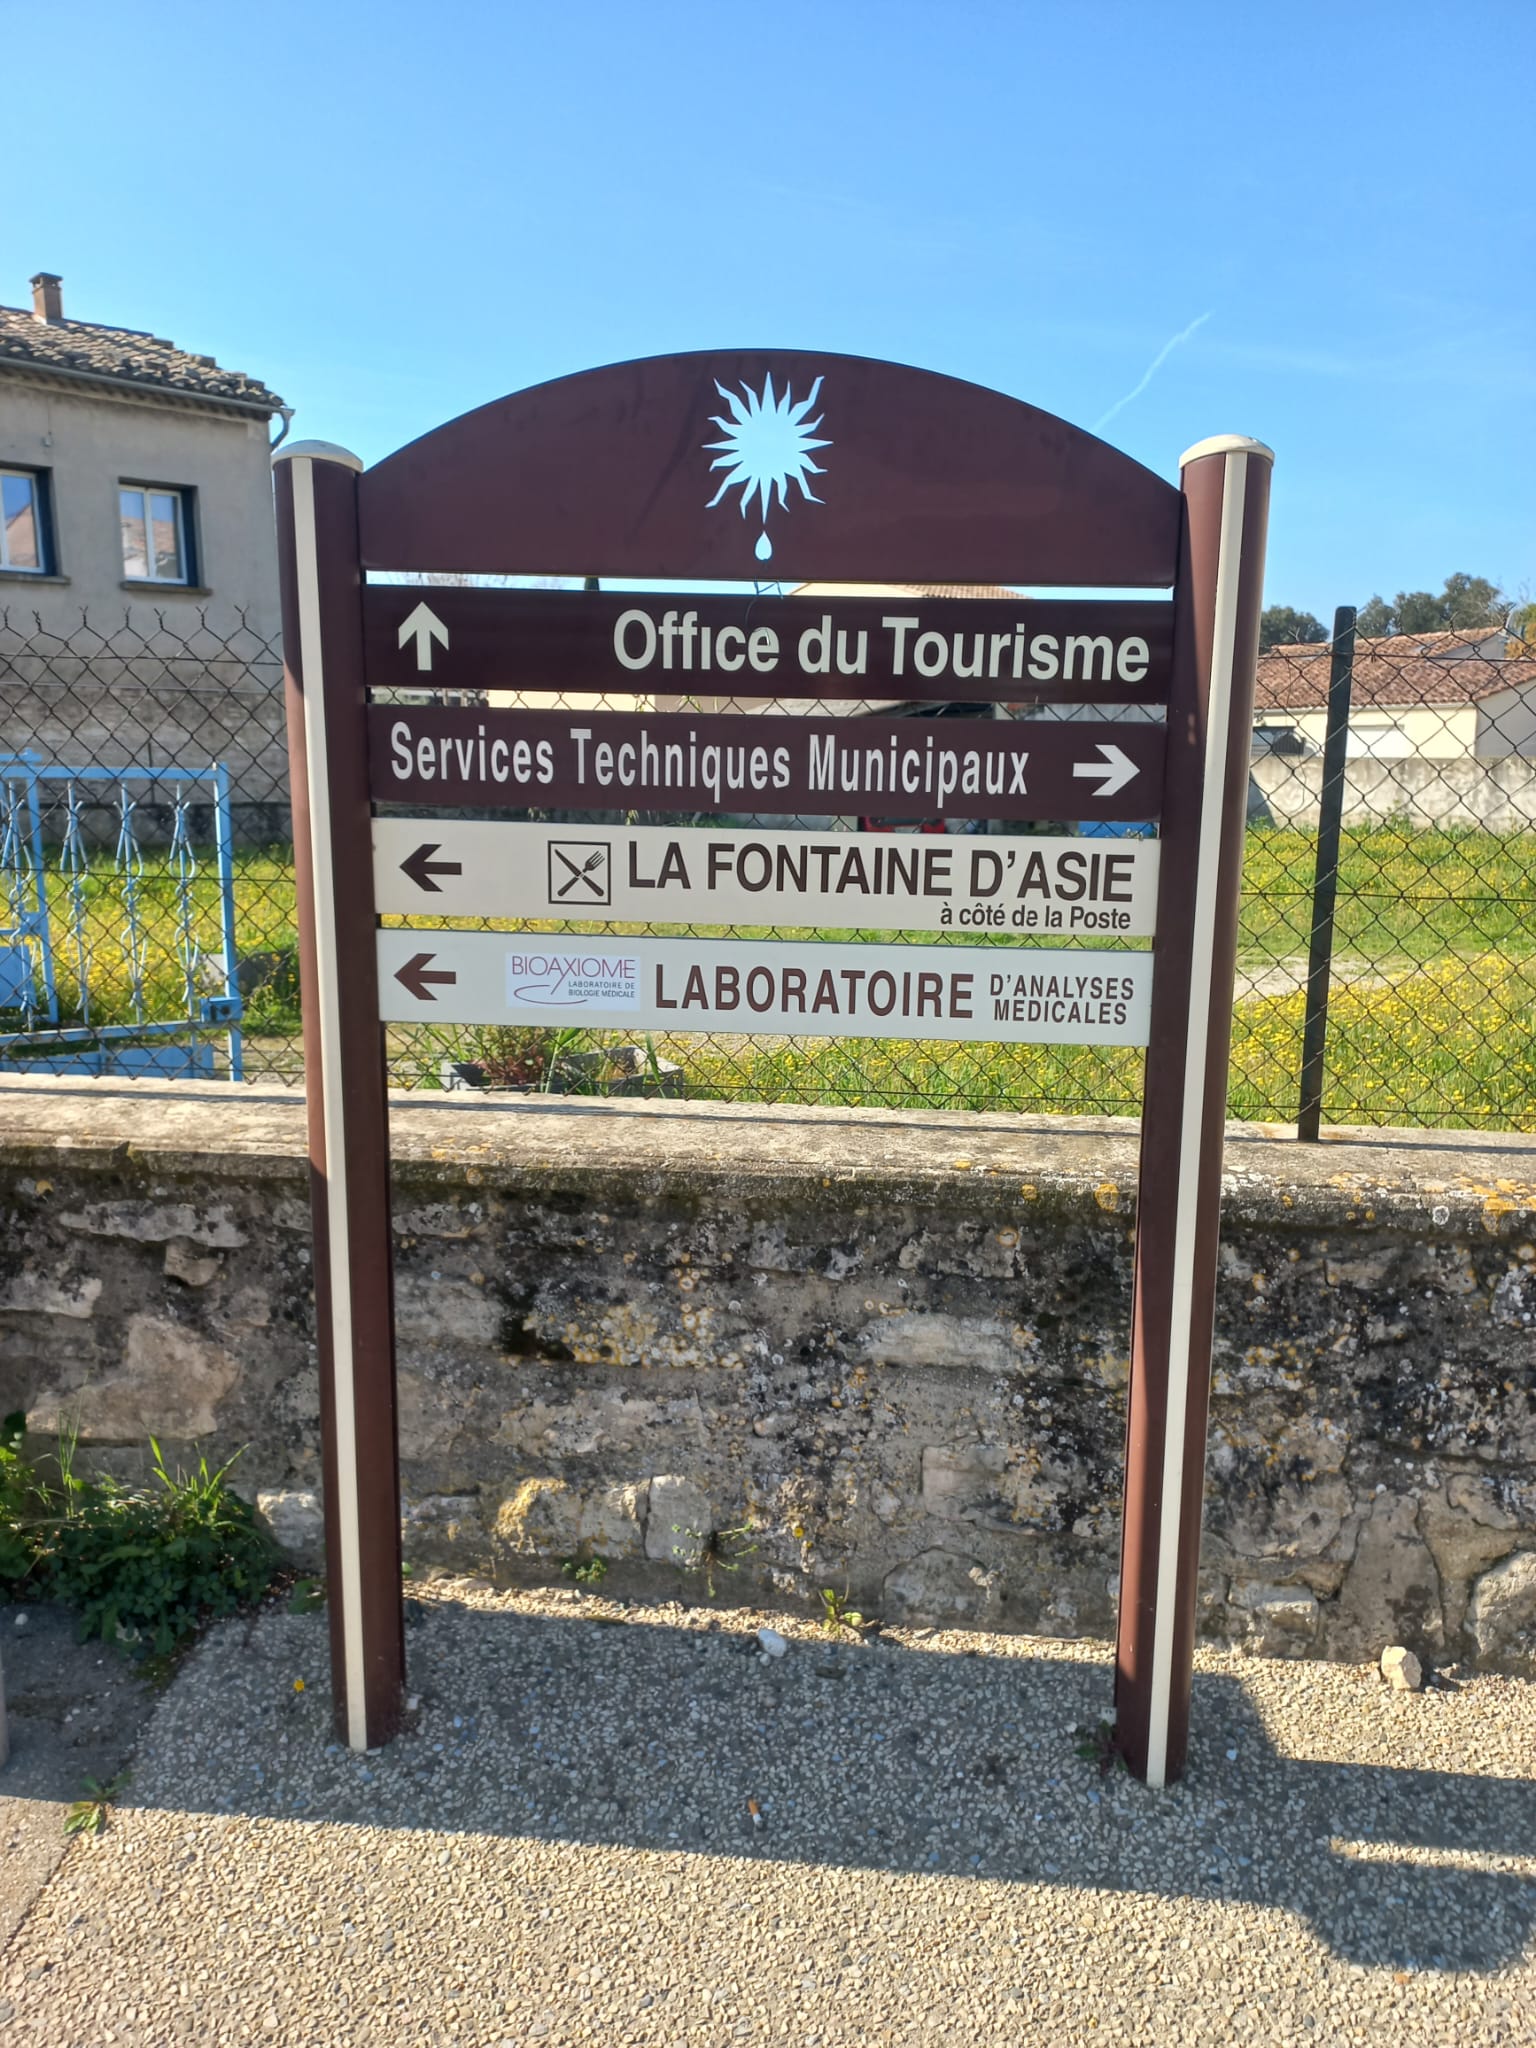 Office du Tourisme
Services Techniques Municipaux
LA FONTAINE D'ASIE
à côté de la Poste
BIOAXIOME
LABORATOIRE DE
BIOLOGIE MÉDICALE
LABORATOIRE
D'ANALYSES
MEDICALES